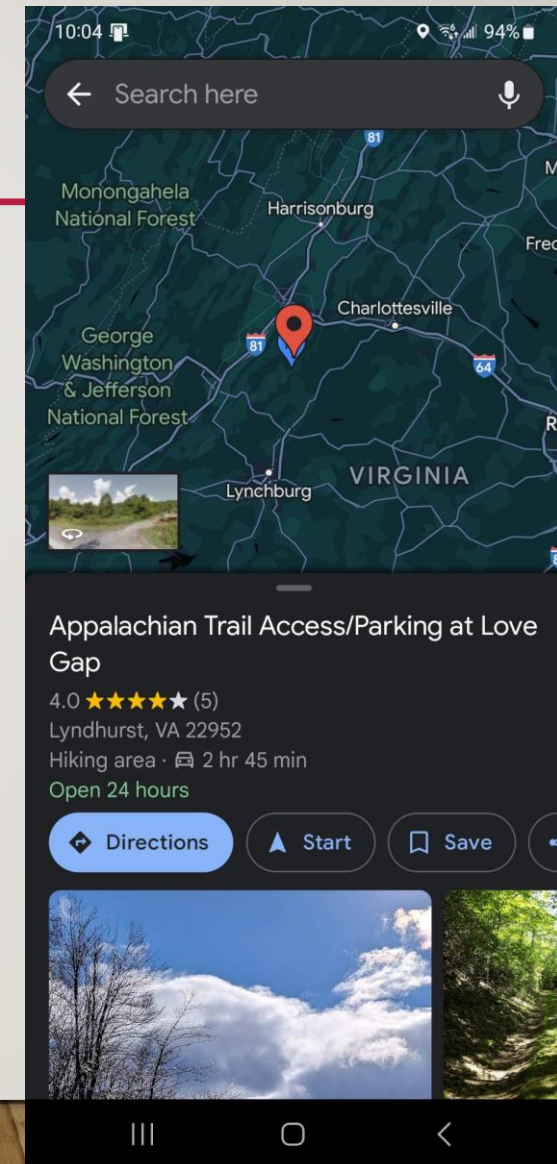 10:04
94%
Search here
81
Monongahela
National Forest
Harrisonburg
Charlottesville
81
George
Washington
& Jefferson
National Forest
64
VIRGINIA
Lynchburg
Appalachian Trail Access/Parking at Love
Gap
4.0 (5)
Lyndhurst, VA 22952
Hiking area · 2 hr 45 min
Open 24 hours
Directions
Start
Save